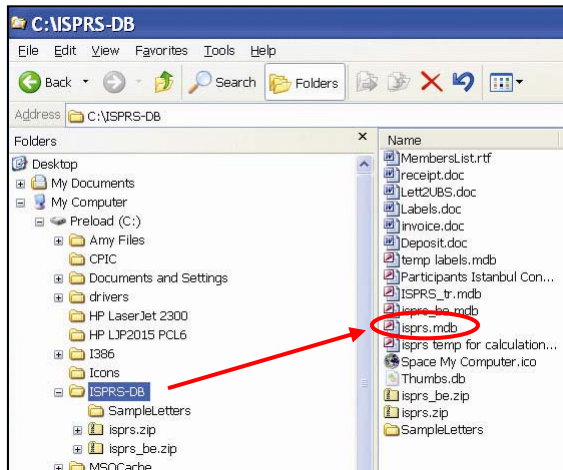 C:\ISPRS-DB
File Edit View Favorites Tools Help
Back Search Folders
Address C:\ISPRS-DB
Folders x
Desktop
My Documents
My Computer
Preload (C:)
Amy Files
CPIC
Documents and Settings
drivers
HP LaserJet 2300
HP LJP2015 PCL6
I386
Icons
ISPRS-DB
SampleLetters
isprs.zip
isprs_be.zip
MSOCache
Name
MembersList.rtf
receipt.doc
Lett2UBS.doc
Labels.doc
invoice.doc
Deposit.doc
temp labels.mdb
Participants Istanbul Con...
ISPRS_tr.mdb
isprs_be.mdb
isprs.mdb
isprs temp for calculation...
Space My Computer.ico
Thumbs.db
isprs_be.zip
isprs.zip
SampleLetters